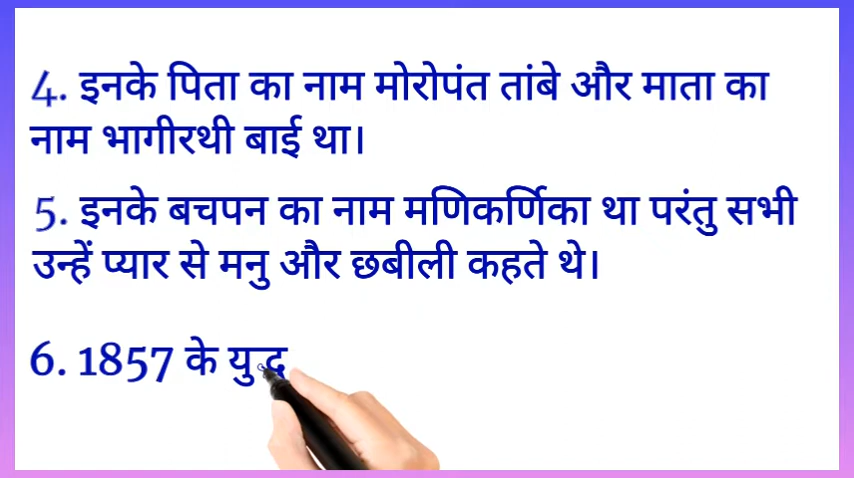 4. इनके पिता का नाम मोरोपंत तांबे और माता का
नाम भागीरथी बाई था।
5. इनके बचपन का नाम मणिकर्णिका था परंतु सभी
उन्हें प्यार से मनु और छबीली कहते थे।
6. 1857 के युद्ध